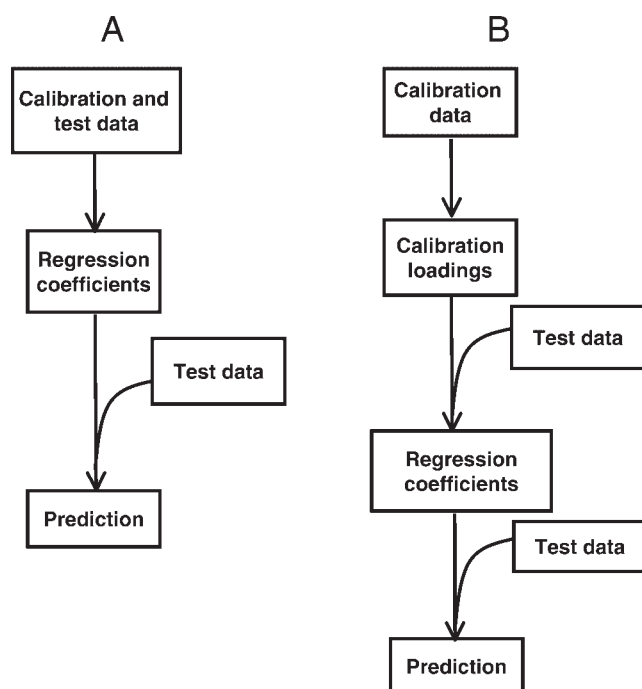 A
Calibration and
test data
Regression
coefficients
Test data
Prediction
B
Calibration
data
Calibration
loadings
Test data
Regression
coefficients
Test data
Prediction